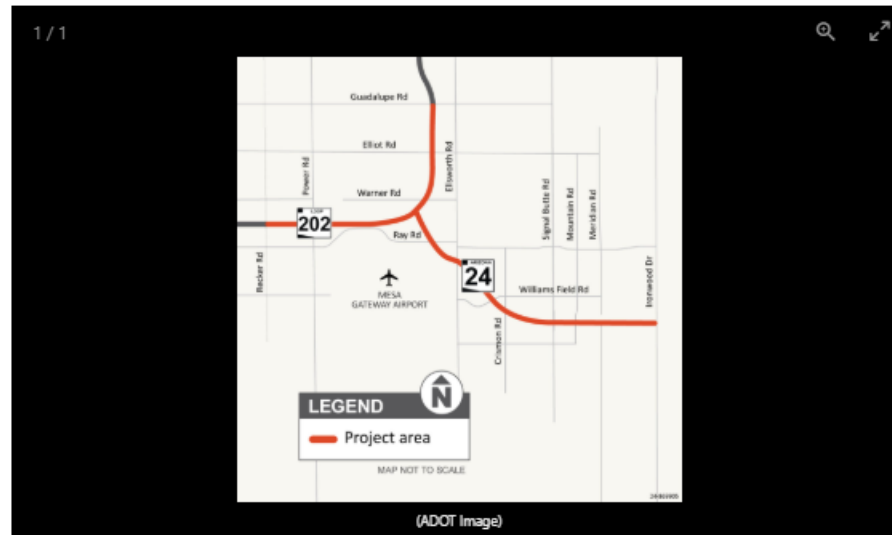 1 / 1
Guadalupe Rd
Elliot Rd
Power Rd
Ellsworth Rd
Warner Rd
LOOP
202
Ray Rd
Signal Butte Rd
Mountain Rd
Meridian Rd
Recker Rd
ARIZONA
24
MESA
GATEWAY AIRPORT
Williams Field Rd
Ironwood Dr
Crismon Rd
N
LEGEND
Project area
MAP NOT TO SCALE
(ADOT Image)